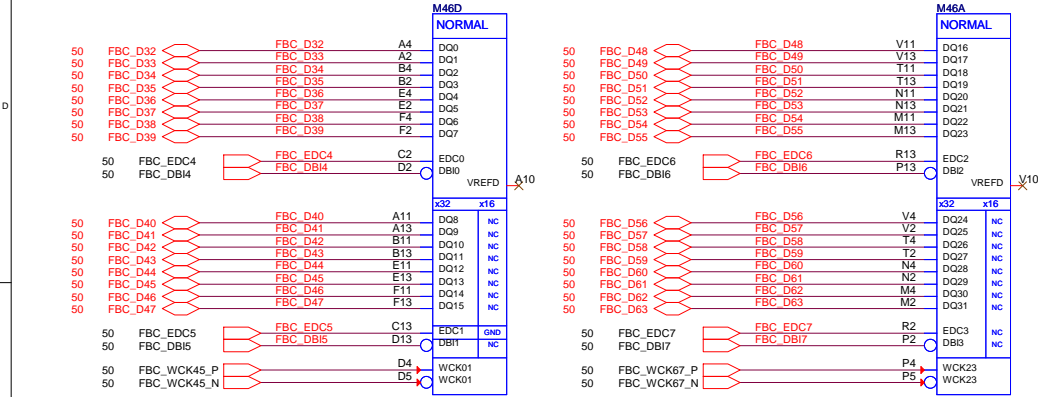 M46D M46A
NORMAL NORMAL
50 FBC_D32 FBC_D32 A4 DQ0 50 FBC_D48 FBC_D48 V11 DQ16
50 FBC_D33 FBC_D33 A2 DQ1 50 FBC_D49 FBC_D49 V13 DQ17
50 FBC_D34 FBC_D34 B4 DQ2 50 FBC_D50 FBC_D50 T11 DQ18
50 FBC_D35 FBC_D35 B2 DQ3 50 FBC_D51 FBC_D51 T13 DQ19
50 FBC_D36 FBC_D36 E4 DQ4 50 FBC_D52 FBC_D52 N11 DQ20
D 50 FBC_D37 FBC_D37 E2 DQ5 50 FBC_D53 FBC_D53 N13 DQ21
50 FBC_D38 FBC_D38 F4 DQ6 50 FBC_D54 FBC_D54 M11 DQ22
50 FBC_D39 FBC_D39 F2 DQ7 50 FBC_D55 FBC_D55 M13 DQ23
50 FBC_EDC4 FBC_EDC4 C2 EDC0 50 FBC_EDC6 FBC_EDC6 R13 EDC2
50 FBC_DBI4 FBC_DBI4 D2 DBI0 50 FBC_DBI6 FBC_DBI6 P13 DBI2
VREFD A10 VREFD V10
x32 x16 x32 x16
50 FBC_D40 FBC_D40 A11 DQ8 NC 50 FBC_D56 FBC_D56 V4 DQ24 NC
50 FBC_D41 FBC_D41 A13 DQ9 NC 50 FBC_D57 FBC_D57 V2 DQ25 NC
50 FBC_D42 FBC_D42 B11 DQ10 NC 50 FBC_D58 FBC_D58 T4 DQ26 NC
50 FBC_D43 FBC_D43 B13 DQ11 NC 50 FBC_D59 FBC_D59 T2 DQ27 NC
50 FBC_D44 FBC_D44 E11 DQ12 NC 50 FBC_D60 FBC_D60 N4 DQ28 NC
50 FBC_D45 FBC_D45 E13 DQ13 NC 50 FBC_D61 FBC_D61 N2 DQ29 NC
50 FBC_D46 FBC_D46 F11 DQ14 NC 50 FBC_D62 FBC_D62 M4 DQ30 NC
50 FBC_D47 FBC_D47 F13 DQ15 NC 50 FBC_D63 FBC_D63 M2 DQ31 NC
50 FBC_EDC5 FBC_EDC5 C13 EDC1 GND 50 FBC_EDC7 FBC_EDC7 R2 EDC3 NC
50 FBC_DBI5 FBC_DBI5 D13 DBI1 NC 50 FBC_DBI7 FBC_DBI7 P2 DBI3 NC
50 FBC_WCK45_P D4 WCK01 50 FBC_WCK67_P P4 WCK23
50 FBC_WCK45_N D5 WCK01 50 FBC_WCK67_N P5 WCK23